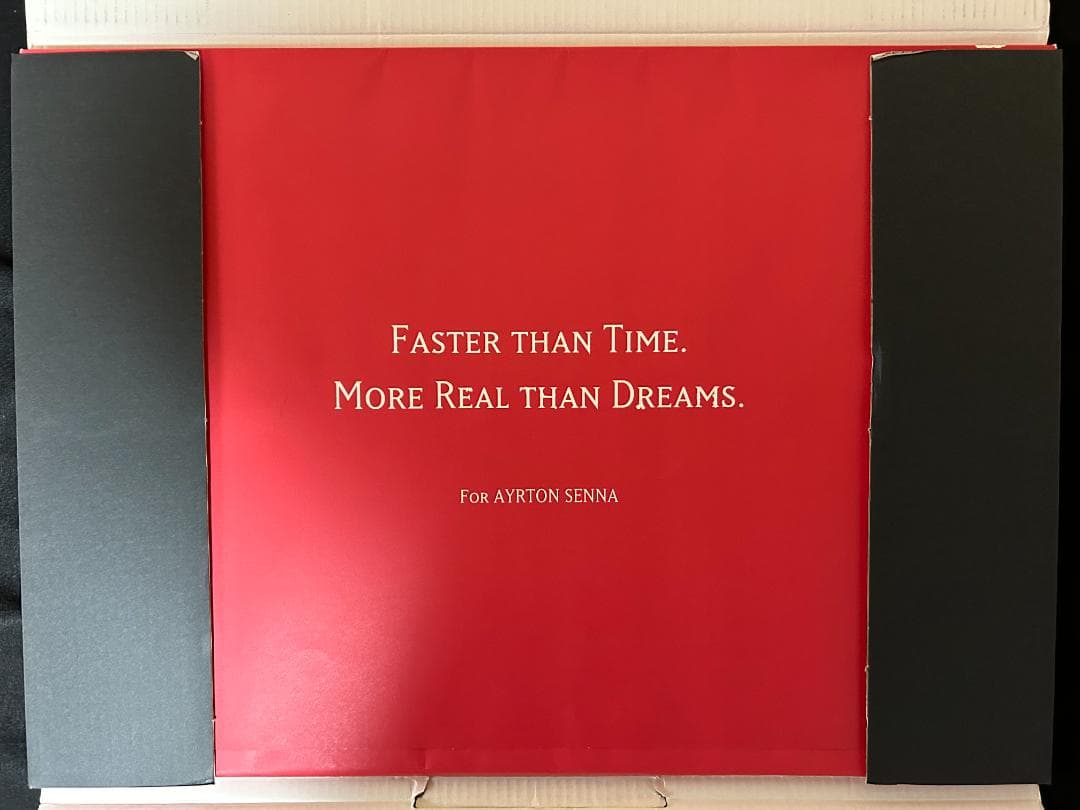 Faster than Time.
More Real than Dreams.
For AYRTON SENNA